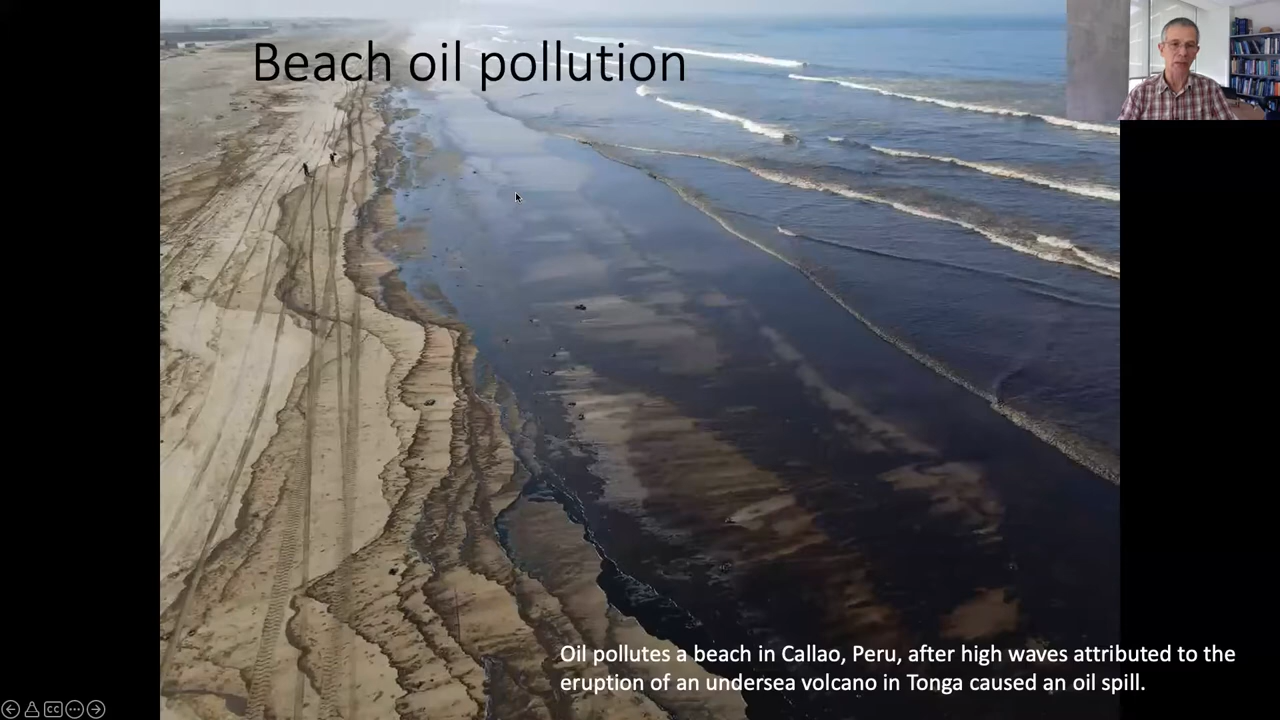 Beach oil pollution
Oil pollutes a beach in Callao, Peru, after high waves attributed to the
eruption of an undersea volcano in Tonga caused an oil spill.
CC